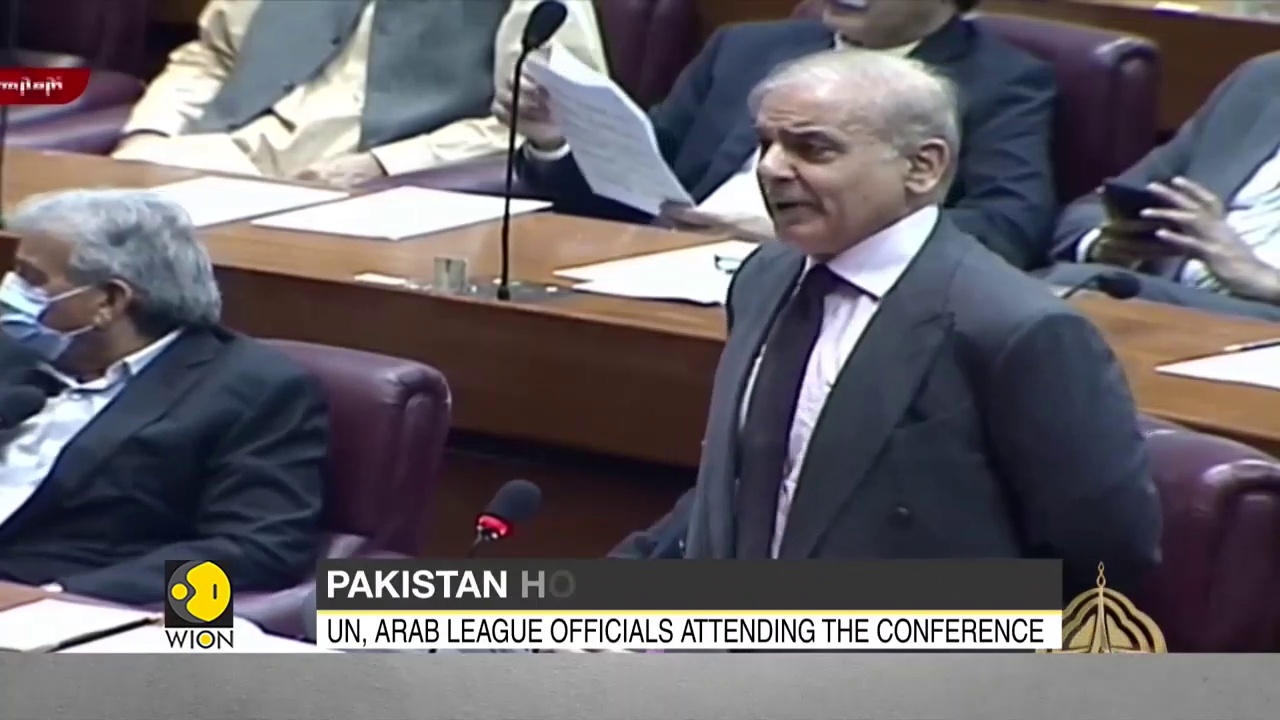 PAKISTAN HO
UN, ARAB LEAGUE OFFICIALS ATTENDING THE CONFERENCE
WION